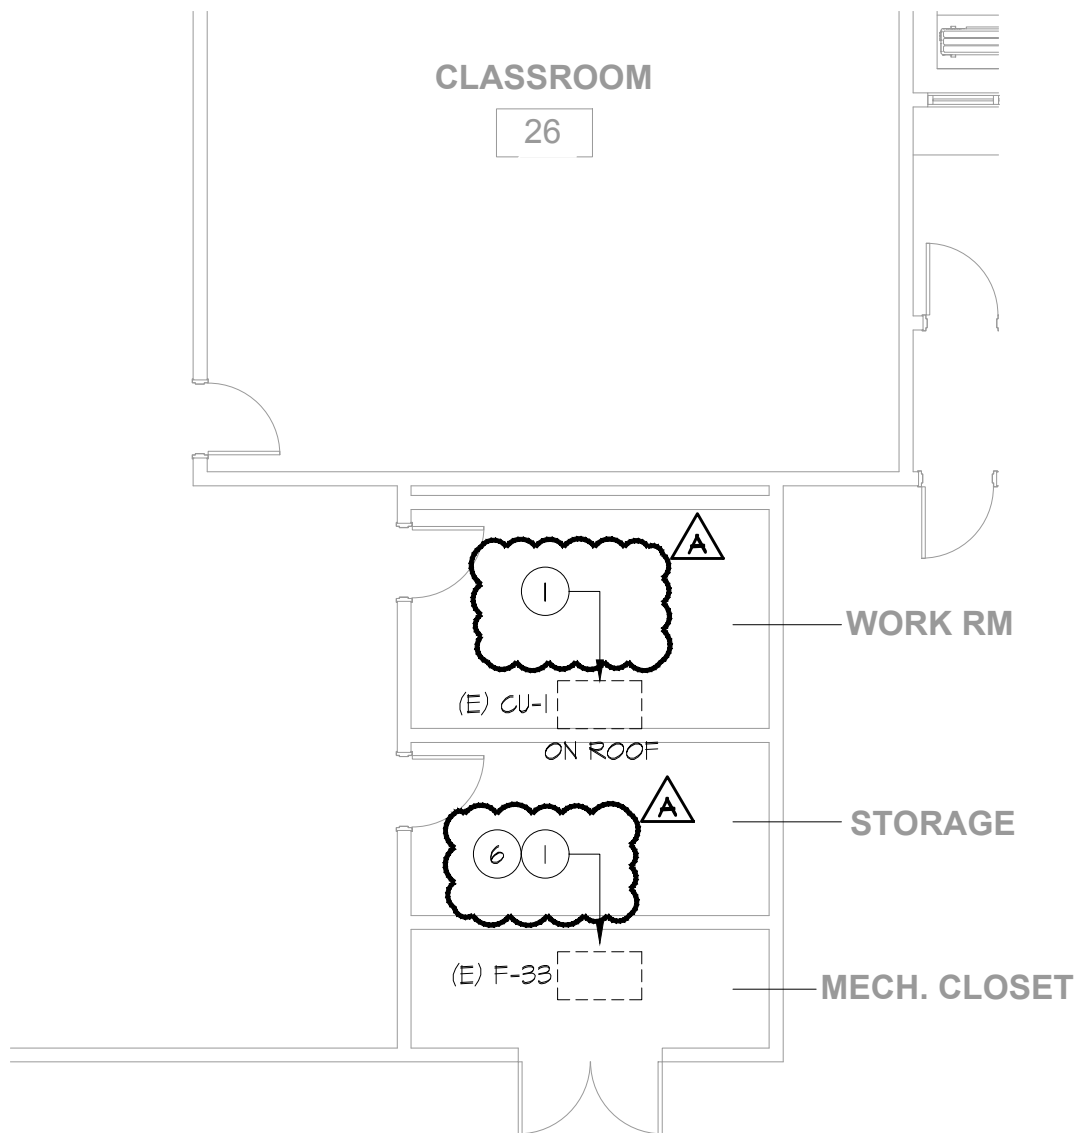 CLASSROOM
26
A
1
WORK RM
(E) CU-1
ON ROOF
A
STORAGE
6 1
(E) F-33
MECH. CLOSET